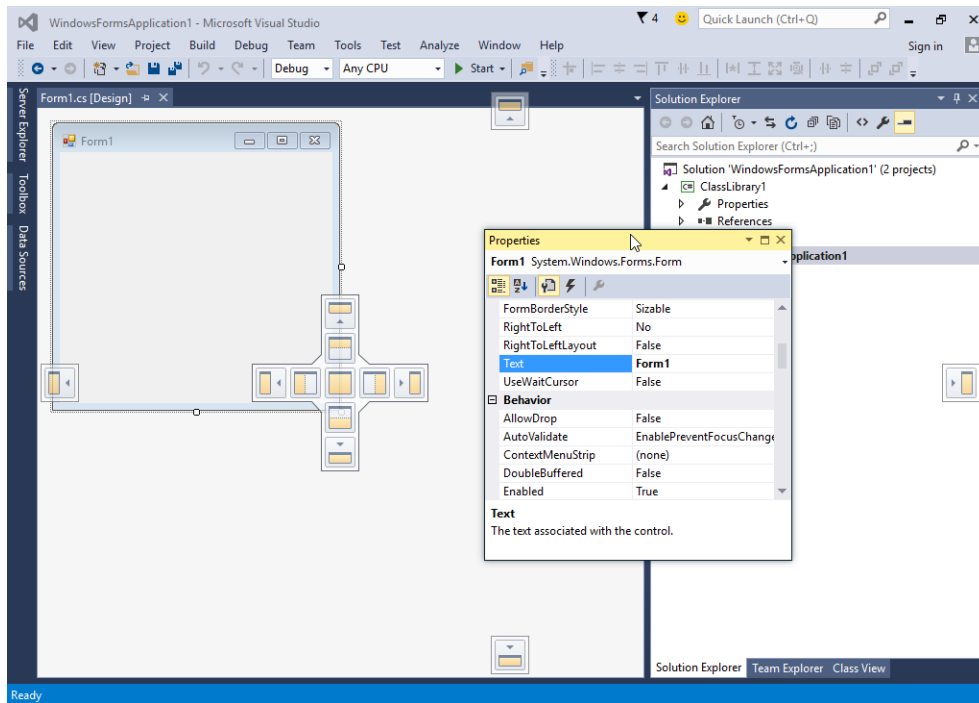 WindowsFormsApplication1 - Microsoft Visual Studio
4
Quick Launch (Ctrl+Q)
File Edit View Project Build Debug Team Tools Test Analyze Window Help
Sign in
Debug Any CPU Start
Server Explorer
Toolbox
Data Sources
Form1.cs [Design]
Form1
Solution Explorer
Search Solution Explorer (Ctrl+;)
Solution 'WindowsFormsApplication1' (2 projects)
C# ClassLibrary1
Properties
References
plication1
Properties
Form1 System.Windows.Forms.Form
FormBorderStyle Sizable
RightToLeft No
RightToLeftLayout False
Text Form1
UseWaitCursor False
Behavior
AllowDrop False
AutoValidate EnablePreventFocusChange
ContextMenuStrip (none)
DoubleBuffered False
Enabled True
Text
The text associated with the control.
Solution Explorer Team Explorer Class View
Ready